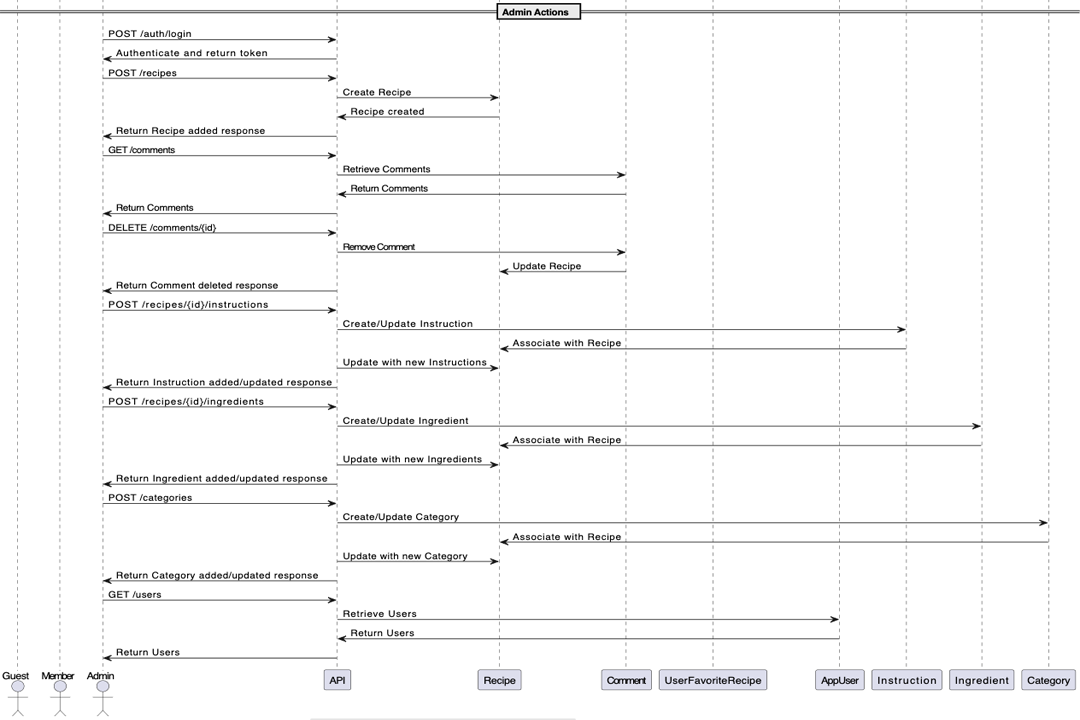 Admin Actions
POST /auth/login
Authenticate and return token
POST /recipes
Create Recipe
Recipe created
Return Recipe added response
GET /comments
Retrieve Comments
Return Comments
Return Comments
DELETE /comments/{id}
Remove Comment
Update Recipe
Return Comment deleted response
POST /recipes/{id}/instructions
Create/Update Instruction
Associate with Recipe
Update with new Instructions
Return Instruction added/updated response
POST /recipes/{id}/ingredients
Create/Update Ingredient
Associate with Recipe
Update with new Ingredients
Return Ingredient added/updated response
POST /categories
Create/Update Category
Associate with Recipe
Update with new Category
Return Category added/updated response
GET /users
Retrieve Users
Return Users
Return Users
Guest Member Admin API Recipe Comment UserFavoriteRecipe AppUser Instruction Ingredient Category